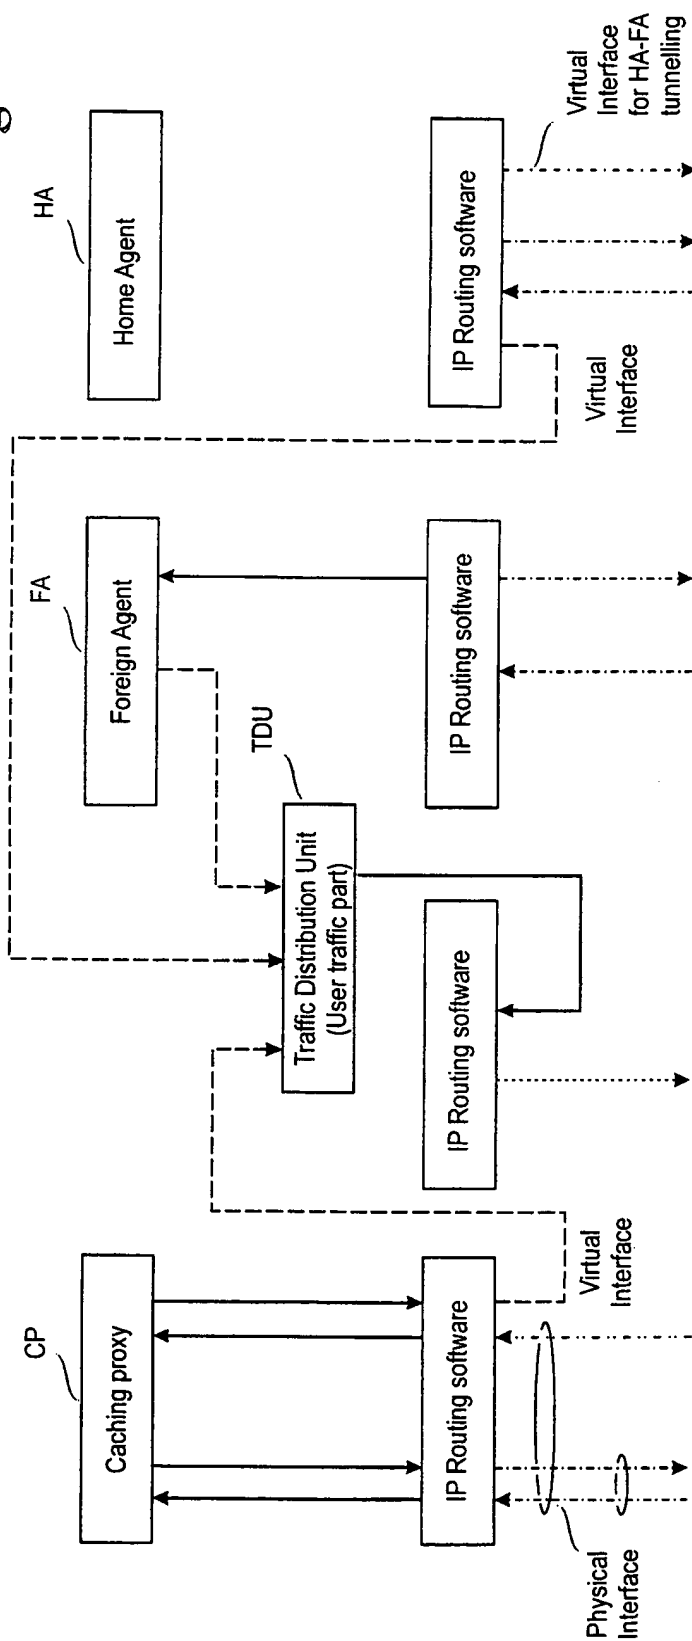 CP
Caching proxy
IP Routing software
Physical
Interface
Virtual
Interface
TDU
Traffic Distribution Unit
(User traffic part)
IP Routing software
FA
Foreign Agent
IP Routing software
HA
Home Agent
IP Routing software
Virtual
Interface
Virtual
Interface
for HA-FA
tunnelling